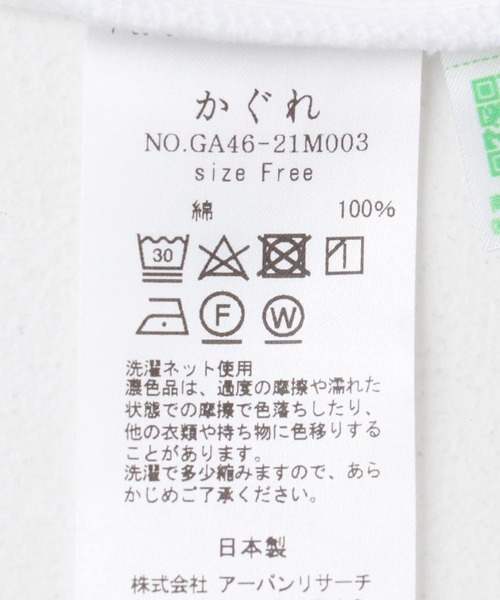 かぐれ
NO.GA46-21M003
size Free
綿 100%
30
F W
洗濯ネット使用
濃色品は、過度の摩擦や濡れた
状態での摩擦で色落ちしたり、
他の衣類や持ち物に色移りする
ことがあります。
洗濯で多少縮みますので、あら
かじめご了承ください。
日本製
株式会社 アーバンリサーチ